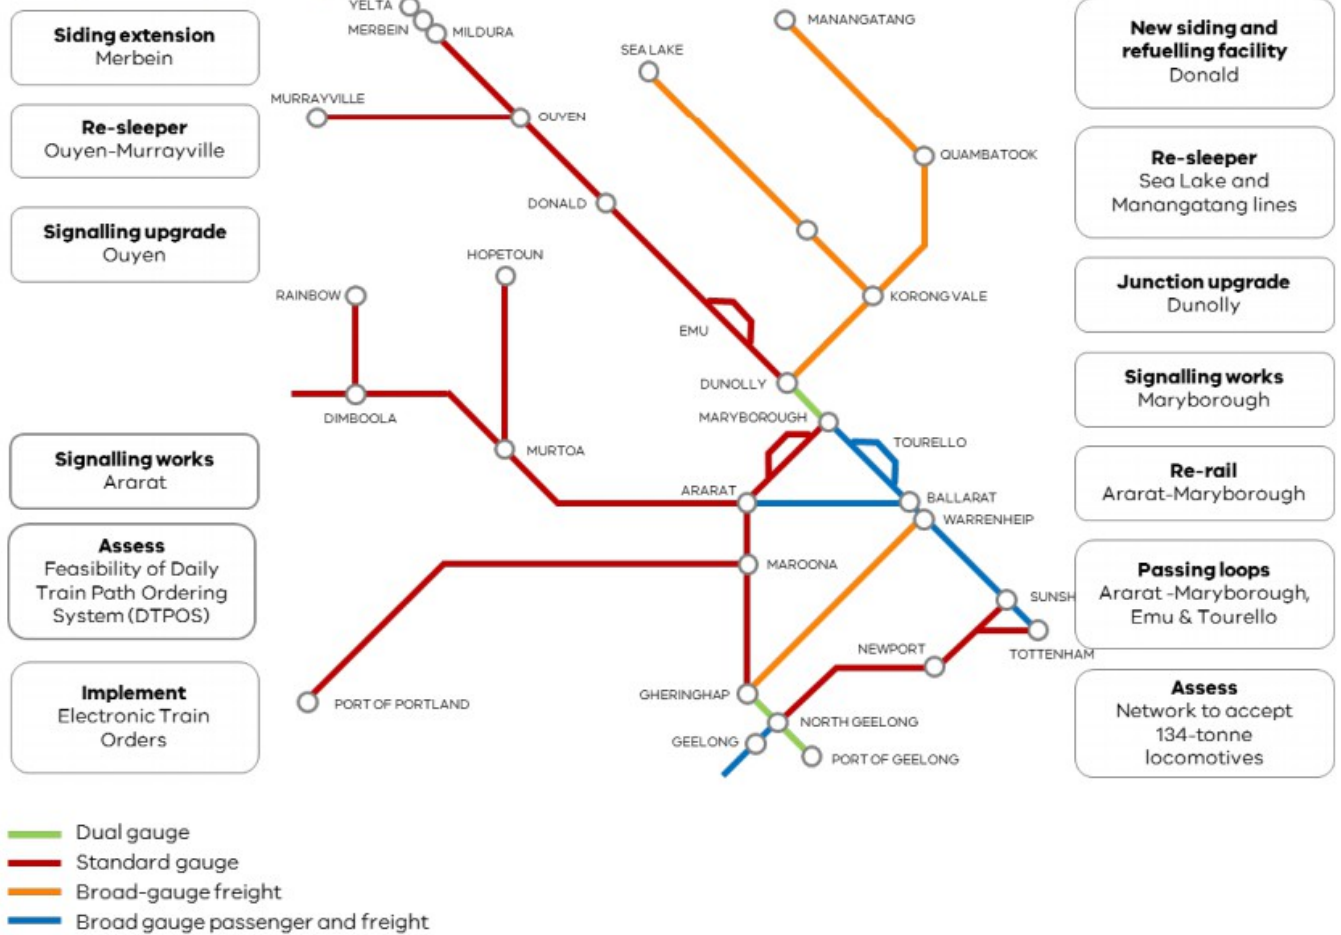 Siding extension
Merbein
Re-sleeper
Ouyen-Murrayville
Signalling upgrade
Ouyen
Signalling works
Ararat
Assess
Feasibility of Daily
Train Path Ordering
System (DTPOS)
Implement
Electronic Train
Orders
YELTA
MERBEIN
MILDURA
MURRAYVILLE
OUYEN
SEA LAKE
MANANGATANG
QUAMBATOOK
DONALD
HOPETOUN
RAINBOW
KORONG VALE
EMU
DUNOLLY
DIMBOOLA
MARYBOROUGH
TOURELLO
MURTOA
ARARAT
BALLARAT
WARRENHEIP
MAROONA
SUNSH
TOTTENHAM
NEWPORT
GHERINGHAP
PORT OF PORTLAND
NORTH GEELONG
GEELONG
PORT OF GEELONG
New siding and
refuelling facility
Donald
Re-sleeper
Sea Lake and
Manangatang lines
Junction upgrade
Dunolly
Signalling works
Maryborough
Re-rail
Ararat-Maryborough
Passing loops
Ararat -Maryborough,
Emu & Tourello
Assess
Network to accept
134-tonne
locomotives
Dual gauge
Standard gauge
Broad-gauge freight
Broad gauge passenger and freight